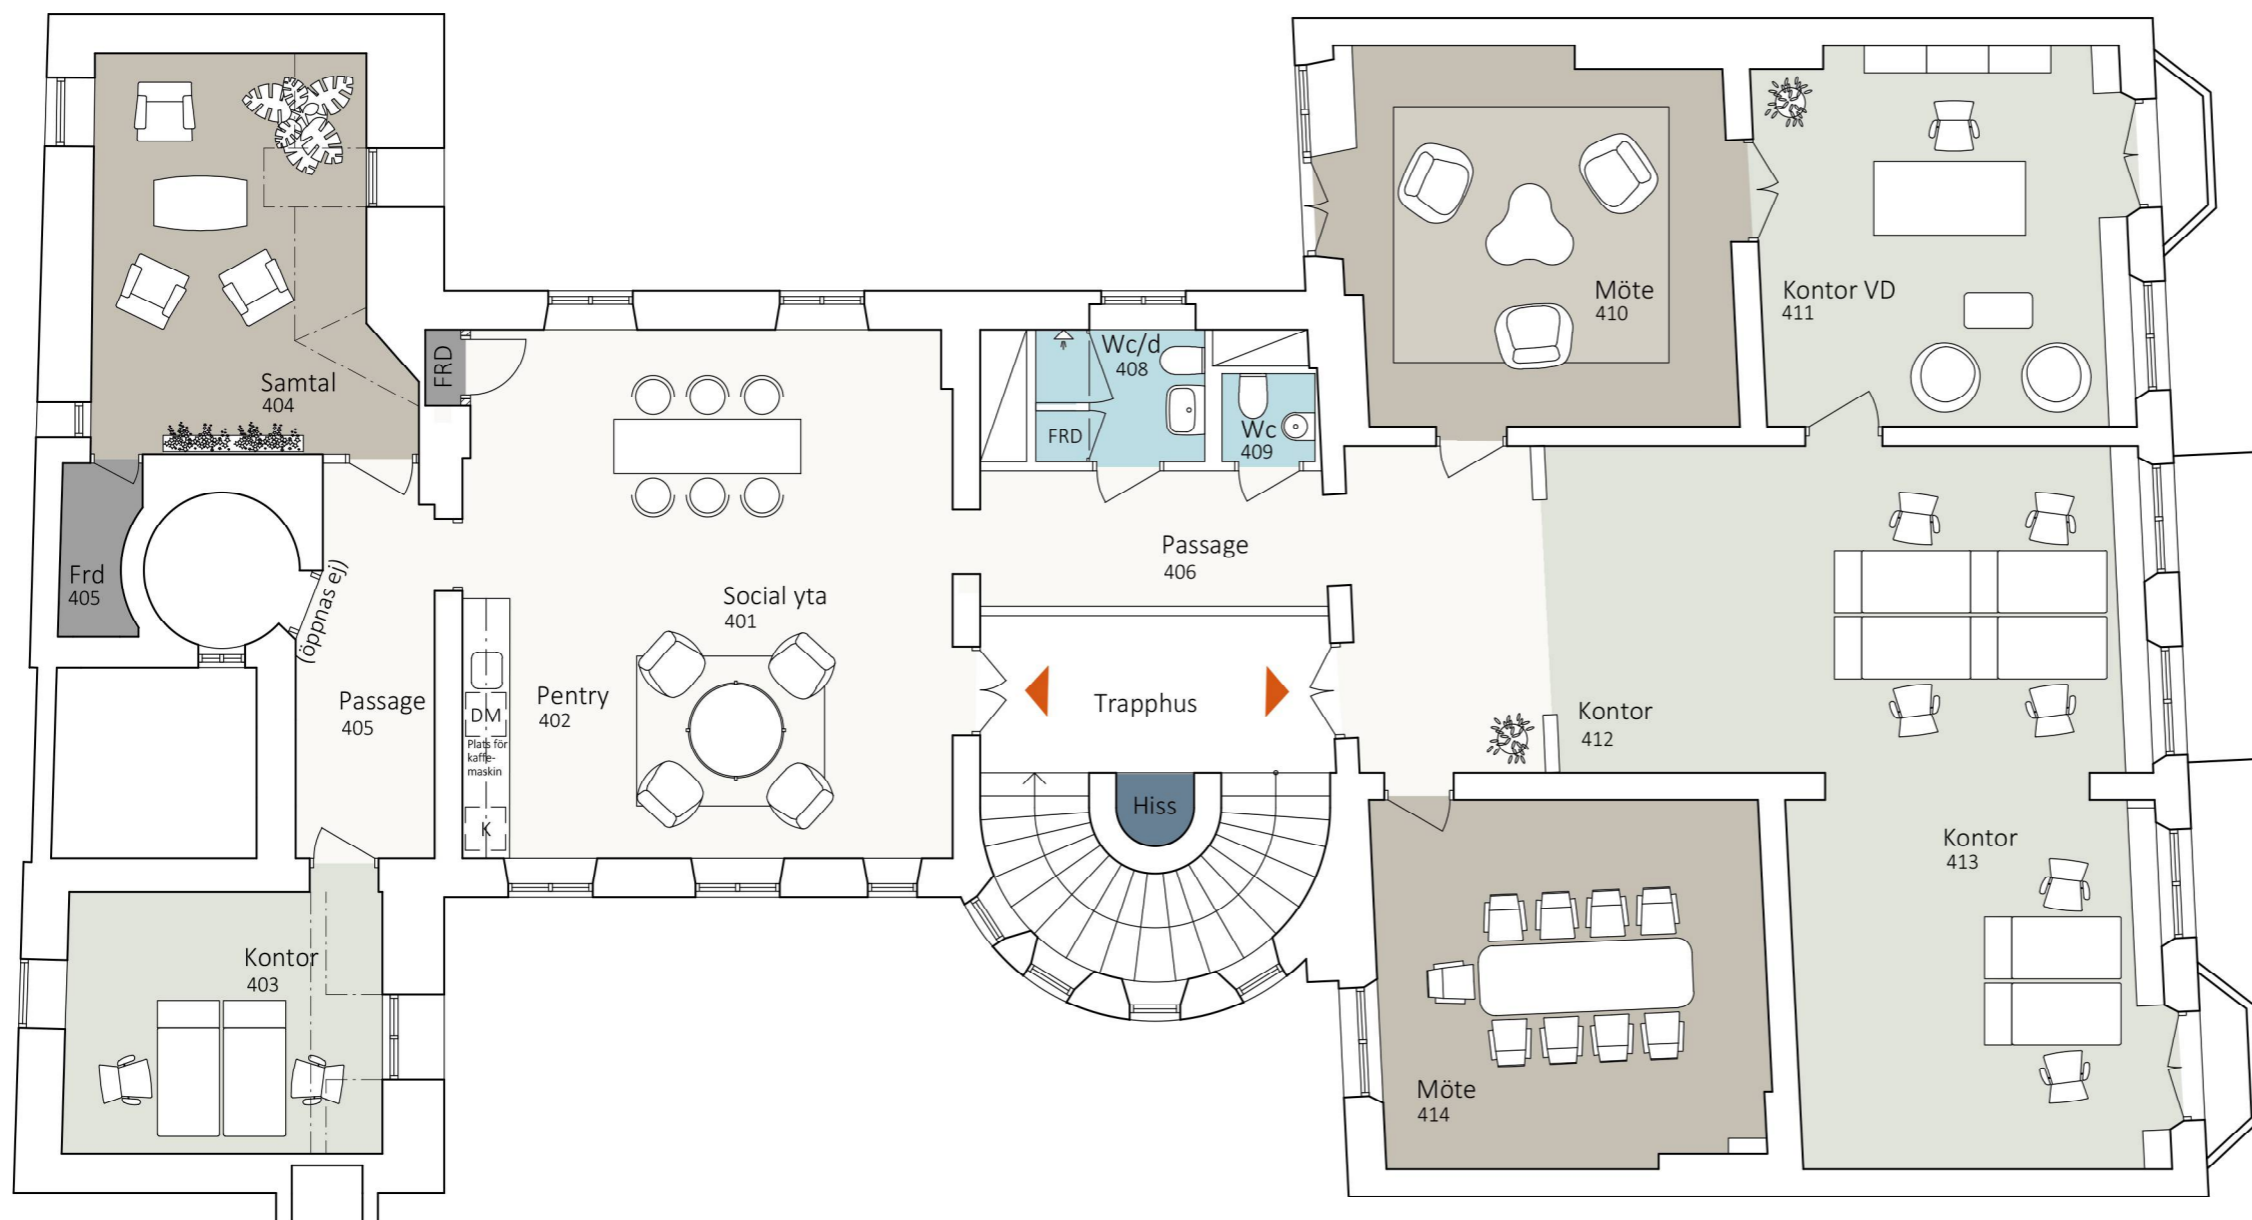 Samtal
404
FRD
Wc/d
408
FRD
Wc
409
Möte
410
Kontor VD
411
Frd
405
(öppnas ej)
Passage
405
Social yta
401
Pentry
402
DM
Plats för
kaffe-
maskin
K
Passage
406
Trapphus
Hiss
Kontor
412
Kontor
413
Kontor
403
Möte
414